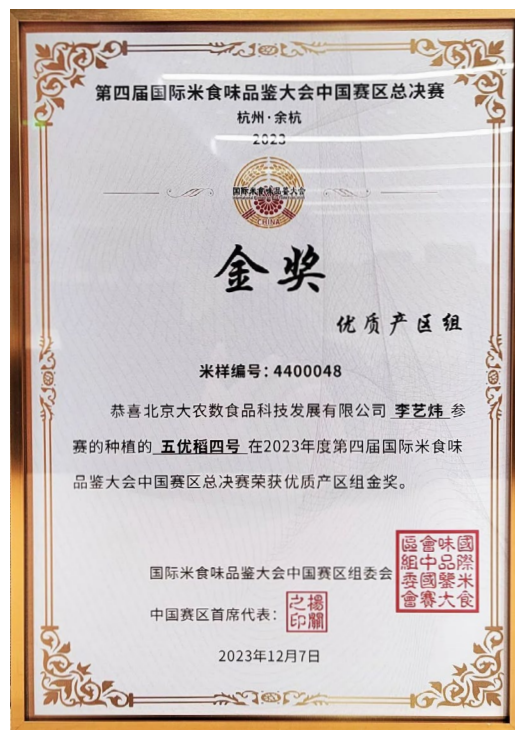 第四届国际米食味品鉴大会中国赛区总决赛
杭州·余杭
2023
国际米食味品鉴大会
CHINA
金奖
优质产区组
米样编号：4400048
恭喜北京大农数食品科技发展有限公司 李艺炜 参
赛的种植的 五优稻四号 在2023年度第四届国际米食味
品鉴大会中国赛区总决赛荣获优质产区组金奖。
國際米食
味品鑒大
會中國賽
區組委會
国际米食味品鉴大会中国赛区组委会
中国赛区首席代表：
之印
2023年12月7日